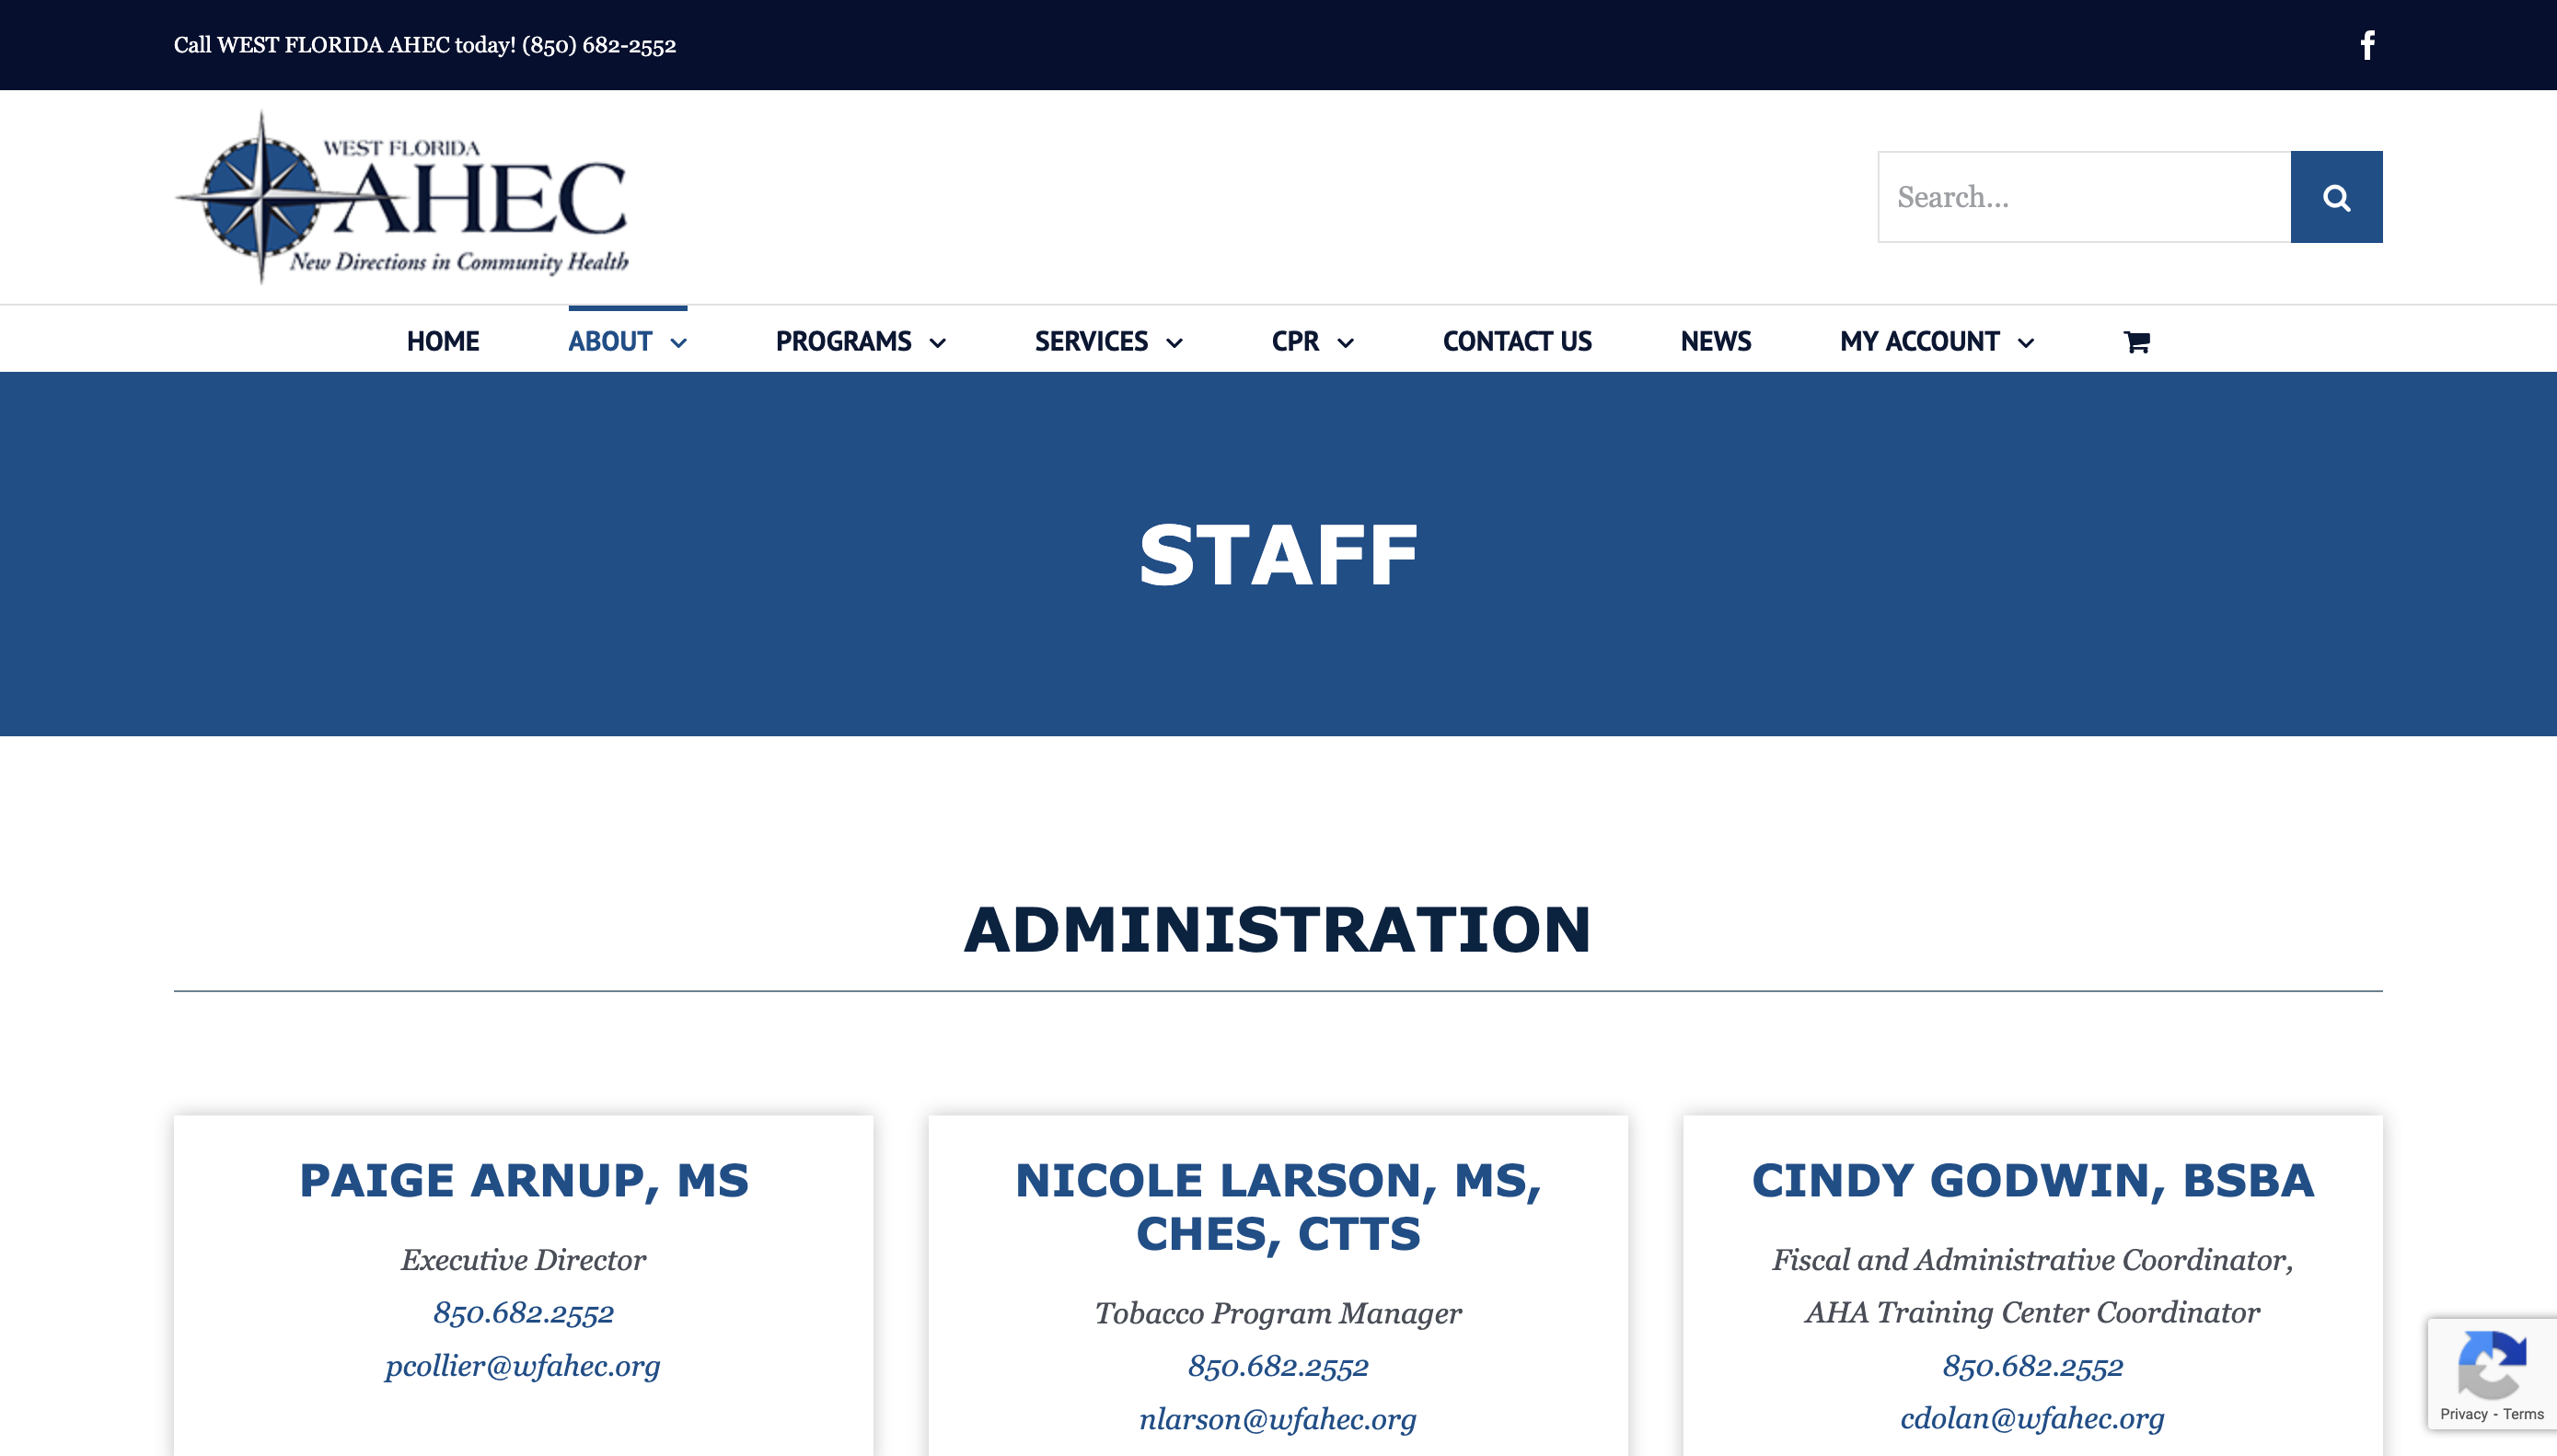 Call WEST FLORIDA AHEC today! (850) 682-2552
WEST FLORIDA
AHEC
New Directions in Community Health
Search...
HOME ABOUT PROGRAMS SERVICES CPR CONTACT US NEWS MY ACCOUNT
STAFF
ADMINISTRATION
PAIGE ARNUP, MS
Executive Director
850.682.2552
pcollier@wfahec.org
NICOLE LARSON, MS,
CHES, CTTS
Tobacco Program Manager
850.682.2552
nlarson@wfahec.org
CINDY GODWIN, BSBA
Fiscal and Administrative Coordinator,
AHA Training Center Coordinator
850.682.2552
cdolan@wfahec.org
Privacy - Terms